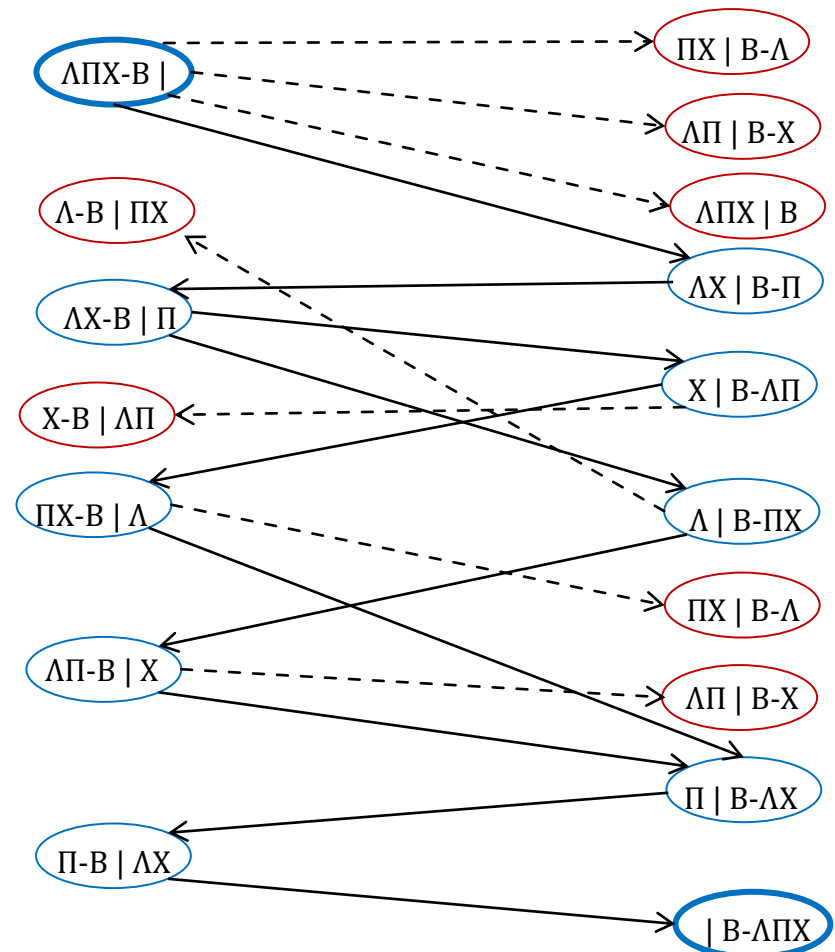 ΛΠΧ-Β |
ΠΧ | Β-Λ
ΛΠ | Β-Χ
ΛΠΧ | Β
Λ-Β | ΠΧ
ΛΧ | Β-Π
ΛΧ-Β | Π
Χ | Β-ΛΠ
Χ-Β | ΛΠ
ΠΧ-Β | Λ
Λ | Β-ΠΧ
ΠΧ | Β-Λ
ΛΠ-Β | Χ
ΛΠ | Β-Χ
Π | Β-ΛΧ
Π-Β | ΛΧ
| Β-ΛΠΧ